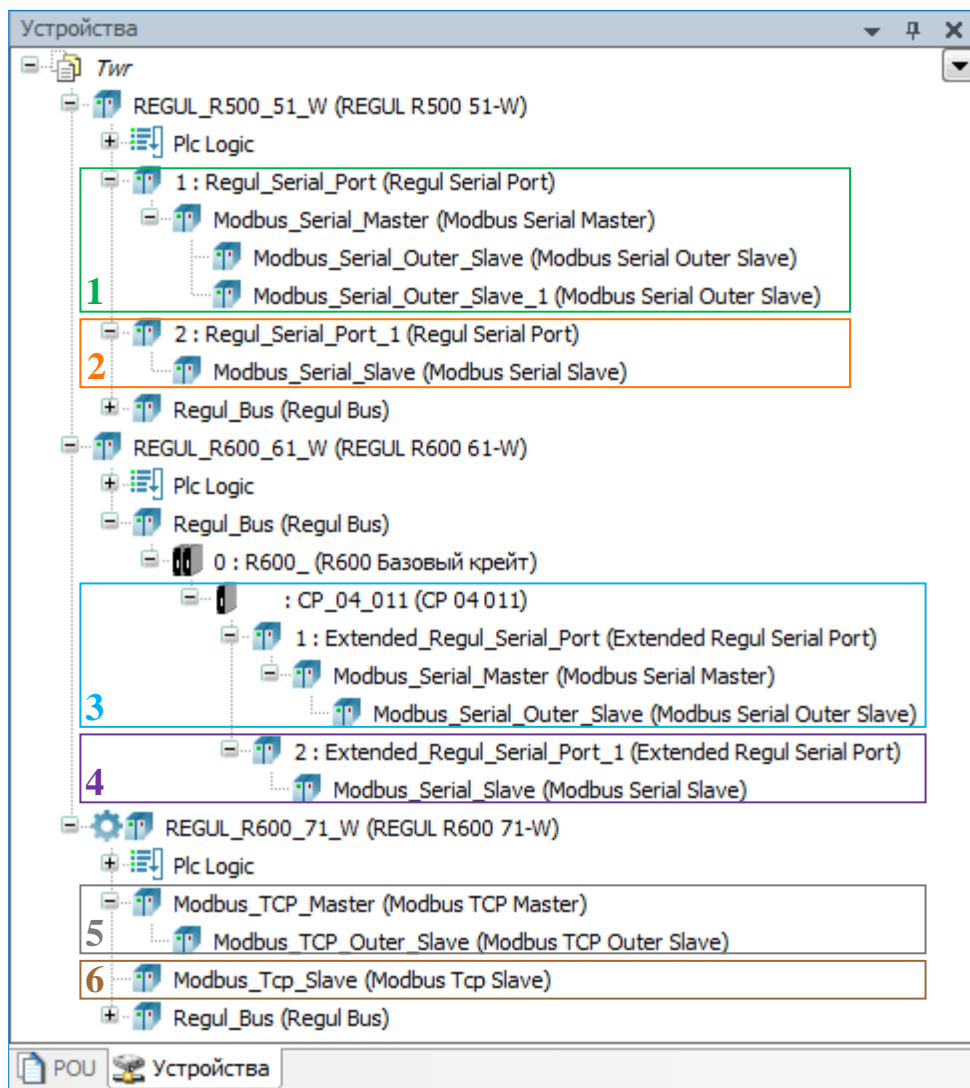 Устройства
Twr
REGUL_R500_51_W (REGUL R500 51-W)
Plc Logic
1 : Regul_Serial_Port (Regul Serial Port)
Modbus_Serial_Master (Modbus Serial Master)
Modbus_Serial_Outer_Slave (Modbus Serial Outer Slave)
1 Modbus_Serial_Outer_Slave_1 (Modbus Serial Outer Slave)
2 : Regul_Serial_Port_1 (Regul Serial Port)
2 Modbus_Serial_Slave (Modbus Serial Slave)
Regul_Bus (Regul Bus)
REGUL_R600_61_W (REGUL R600 61-W)
Plc Logic
Regul_Bus (Regul Bus)
0 : R600_ (R600 Базовый крейт)
: CP_04_011 (CP 04 011)
1 : Extended_Regul_Serial_Port (Extended Regul Serial Port)
Modbus_Serial_Master (Modbus Serial Master)
3 Modbus_Serial_Outer_Slave (Modbus Serial Outer Slave)
2 : Extended_Regul_Serial_Port_1 (Extended Regul Serial Port)
4 Modbus_Serial_Slave (Modbus Serial Slave)
REGUL_R600_71_W (REGUL R600 71-W)
Plc Logic
Modbus_TCP_Master (Modbus TCP Master)
5 Modbus_TCP_Outer_Slave (Modbus TCP Outer Slave)
6 Modbus_Tcp_Slave (Modbus Tcp Slave)
Regul_Bus (Regul Bus)
POU Устройства